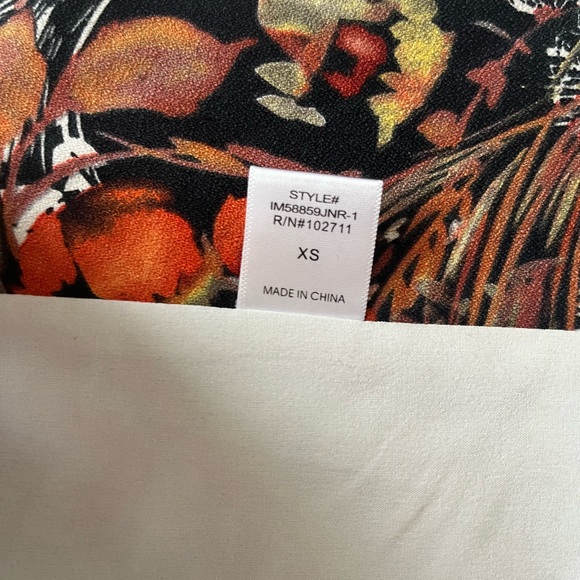 STYLE#
IM58859JNR-1
R/N#102711
XS
MADE IN CHINA